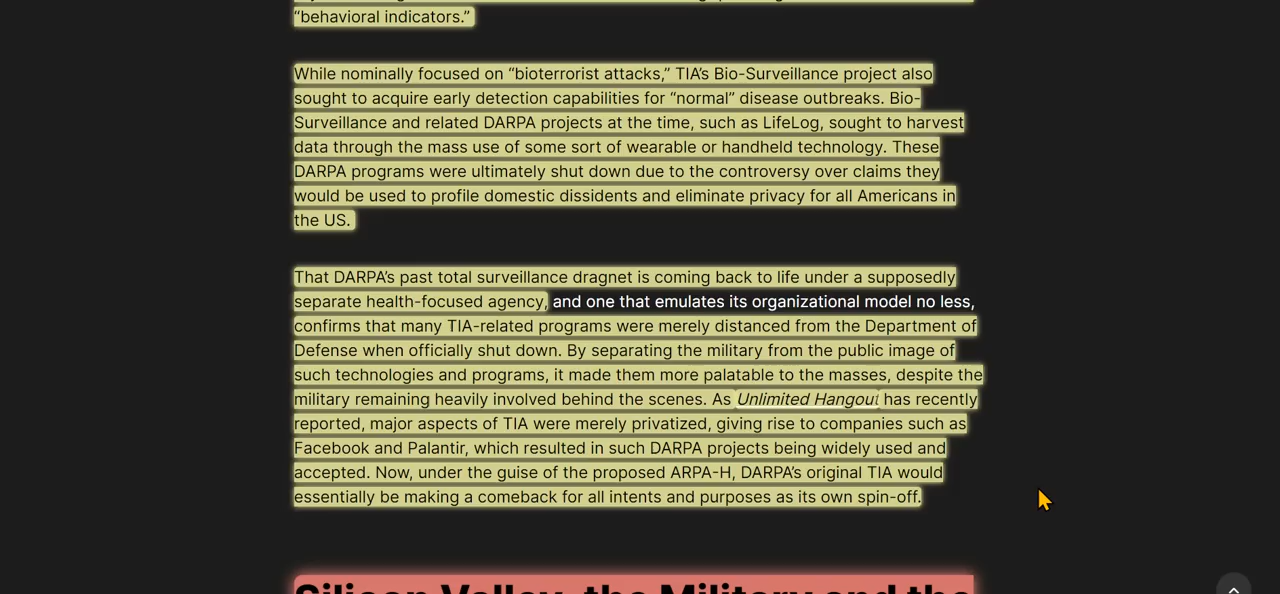 “behavioral indicators.”
While nominally focused on “bioterrorist attacks,” TIA’s Bio-Surveillance project also
sought to acquire early detection capabilities for “normal” disease outbreaks. Bio-
Surveillance and related DARPA projects at the time, such as LifeLog, sought to harvest
data through the mass use of some sort of wearable or handheld technology. These
DARPA programs were ultimately shut down due to the controversy over claims they
would be used to profile domestic dissidents and eliminate privacy for all Americans in
the US.
That DARPA’s past total surveillance dragnet is coming back to life under a supposedly
separate health-focused agency, and one that emulates its organizational model no less,
confirms that many TIA-related programs were merely distanced from the Department of
Defense when officially shut down. By separating the military from the public image of
such technologies and programs, it made them more palatable to the masses, despite the
military remaining heavily involved behind the scenes. As Unlimited Hangout has recently
reported, major aspects of TIA were merely privatized, giving rise to companies such as
Facebook and Palantir, which resulted in such DARPA projects being widely used and
accepted. Now, under the guise of the proposed ARPA-H, DARPA’s original TIA would
essentially be making a comeback for all intents and purposes as its own spin-off.
Silicon Valley, the Military and the